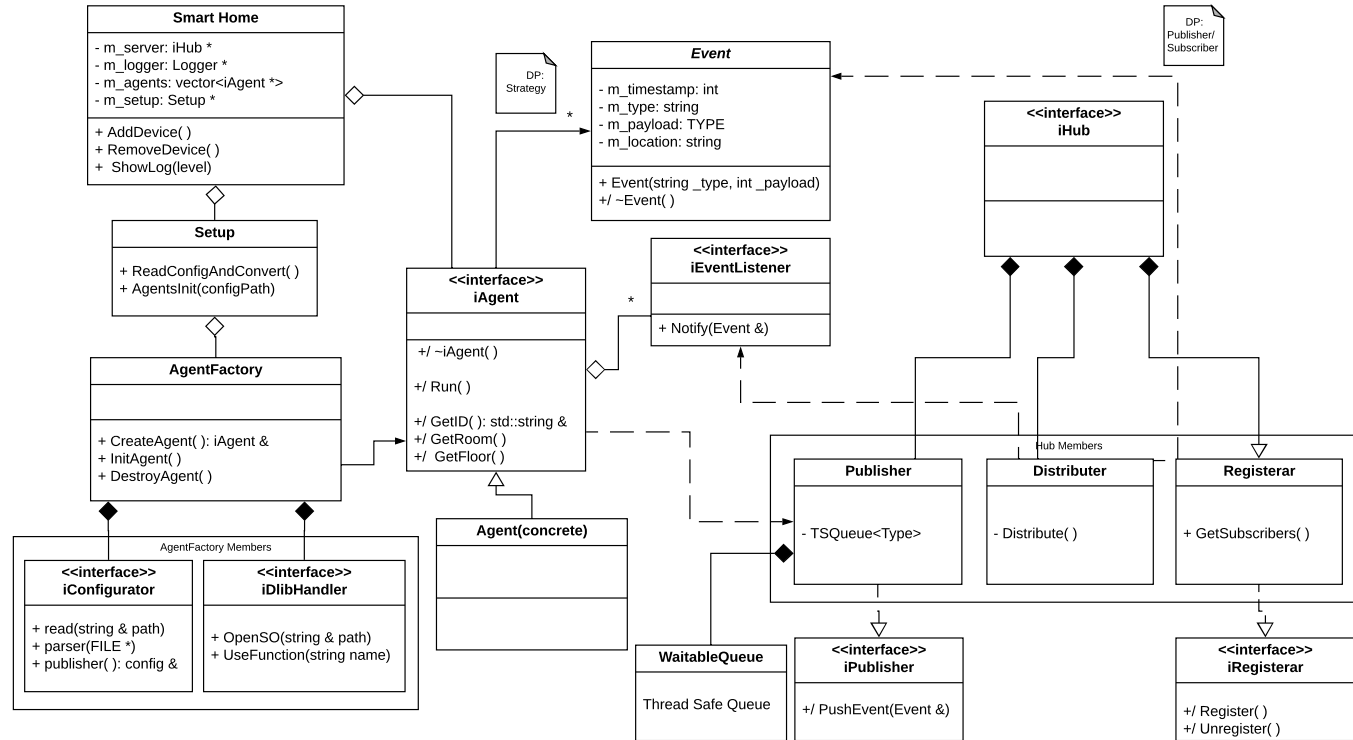 Smart Home
- m_server: iHub *
- m_logger: Logger *
- m_agents: vector<iAgent *>
- m_setup: Setup *
+ AddDevice( )
+ RemoveDevice( )
+ ShowLog(level)
DP:
Strategy
Event
- m_timestamp: int
- m_type: string
- m_payload: TYPE
- m_location: string
+ Event(string _type, int _payload)
+/ ~Event( )
*
DP:
Publisher/
Subscriber
<<interface>>
iHub
Setup
+ ReadConfigAndConvert( )
+ AgentsInit(configPath)
<<interface>>
iAgent
+/ ~iAgent( )
+/ Run( )
+/ GetID( ): std::string &
+/ GetRoom( )
+/ GetFloor( )
<<interface>>
iEventListener
+ Notify(Event &)
*
AgentFactory
+ CreateAgent( ): iAgent &
+ InitAgent( )
+ DestroyAgent( )
Agent(concrete)
AgentFactory Members
<<interface>>
iConfigurator
+ read(string & path)
+ parser(FILE *)
+ publisher( ): config &
<<interface>>
iDlibHandler
+ OpenSO(string & path)
+ UseFunction(string name)
Hub Members
Publisher
- TSQueue<Type>
Distributer
- Distribute( )
Registerar
+ GetSubscribers( )
WaitableQueue
Thread Safe Queue
<<interface>>
iPublisher
+/ PushEvent(Event &)
<<interface>>
iRegisterar
+/ Register( )
+/ Unregister( )